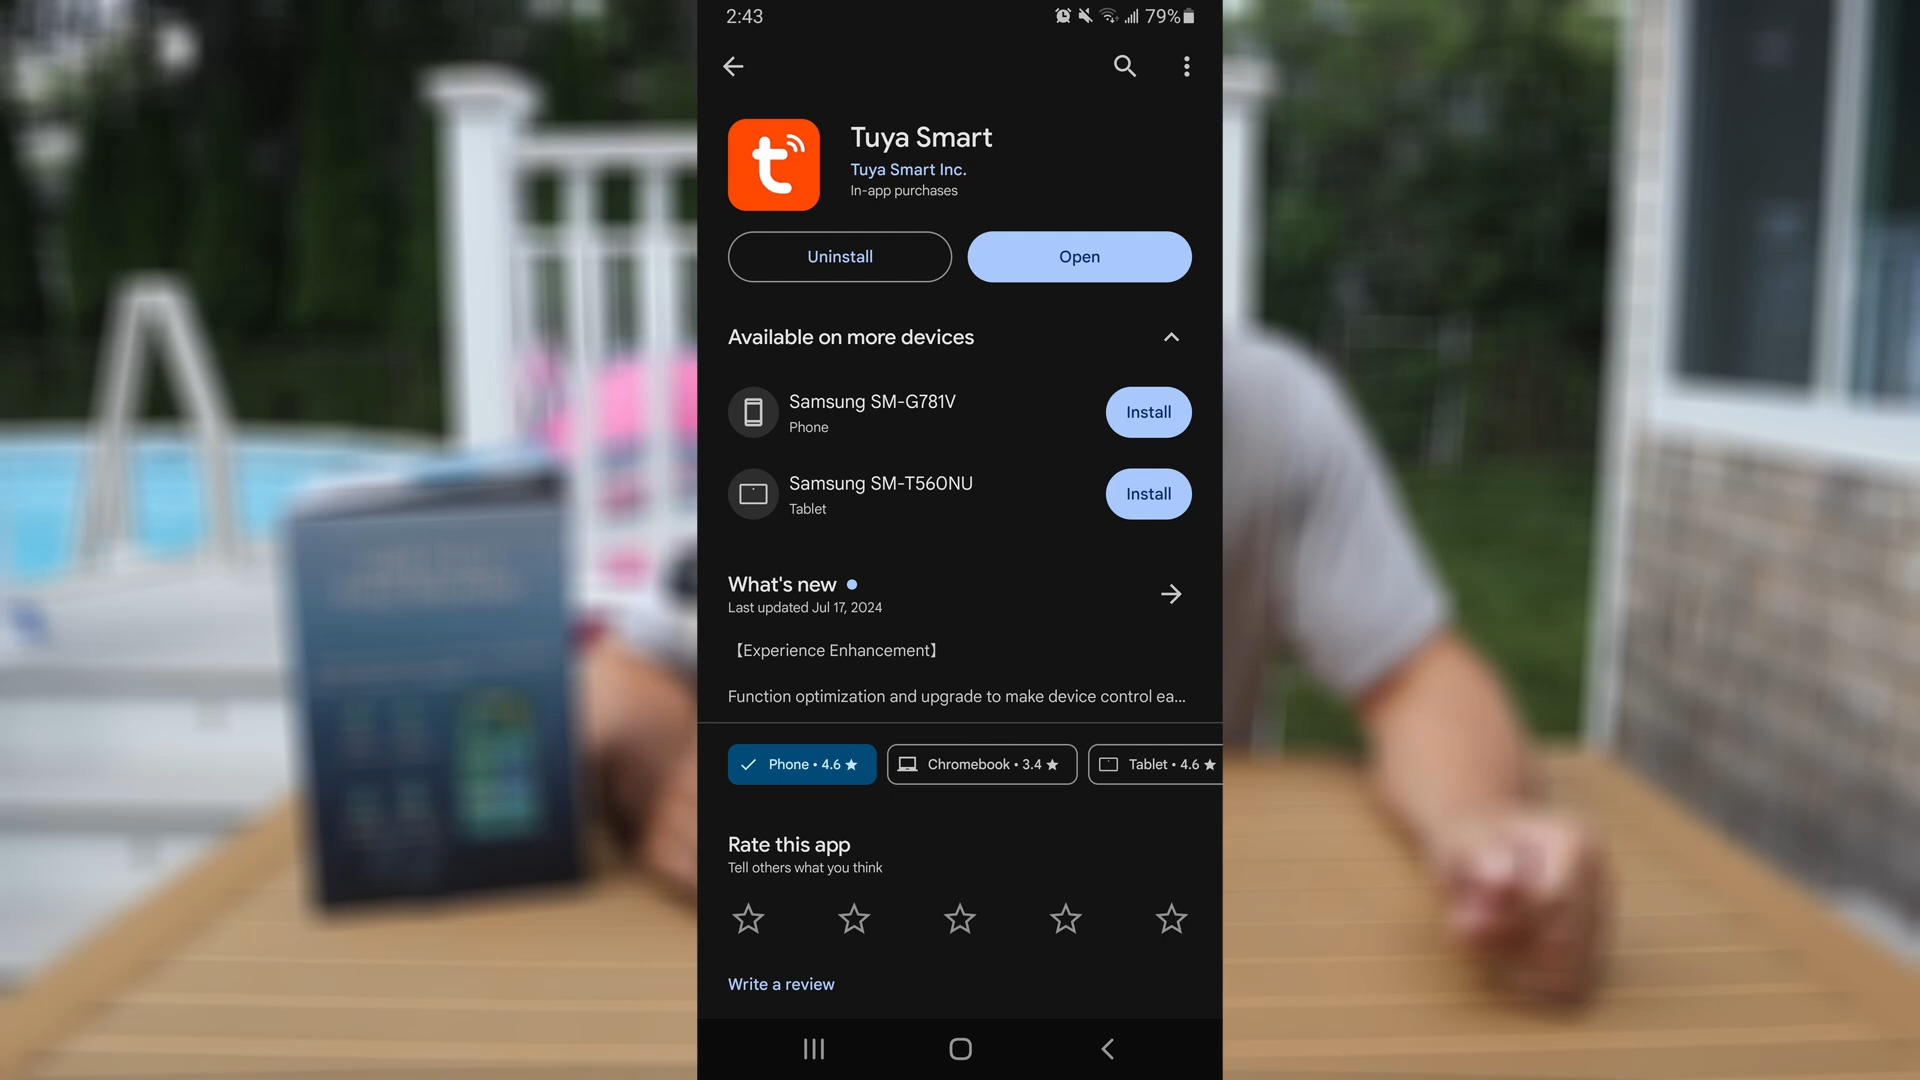 2:43
79%
Tuya Smart
Tuya Smart Inc.
In-app purchases
Uninstall
Open
Available on more devices
Samsung SM-G781V
Phone
Install
Samsung SM-T560NU
Tablet
Install
What's new
Last updated Jul 17, 2024
【Experience Enhancement】
Function optimization and upgrade to make device control ea...
Phone • 4.6 ★
Chromebook • 3.4 ★
Tablet • 4.6 ★
Rate this app
Tell others what you think
Write a review